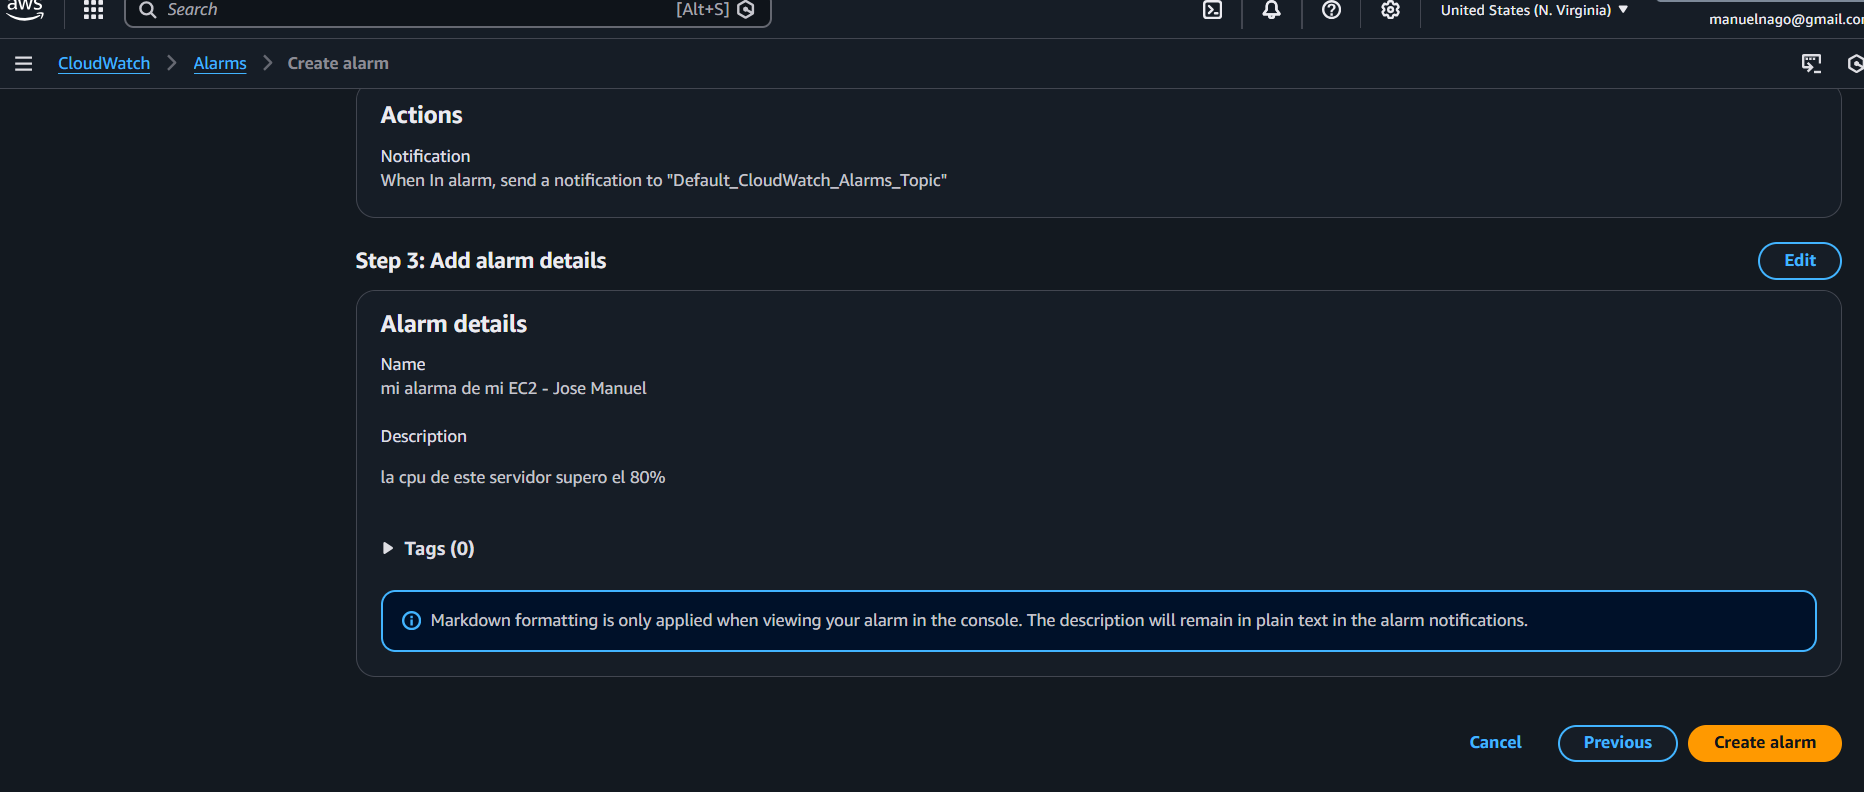 aws
Search [Alt+S]
United States (N. Virginia)
manuelnago@gmail.co
CloudWatch > Alarms > Create alarm
Actions
Notification
When In alarm, send a notification to "Default_CloudWatch_Alarms_Topic"
Step 3: Add alarm details
Edit
Alarm details
Name
mi alarma de mi EC2 - Jose Manuel
Description
la cpu de este servidor supero el 80%
Tags (0)
Markdown formatting is only applied when viewing your alarm in the console. The description will remain in plain text in the alarm notifications.
Cancel Previous Create alarm